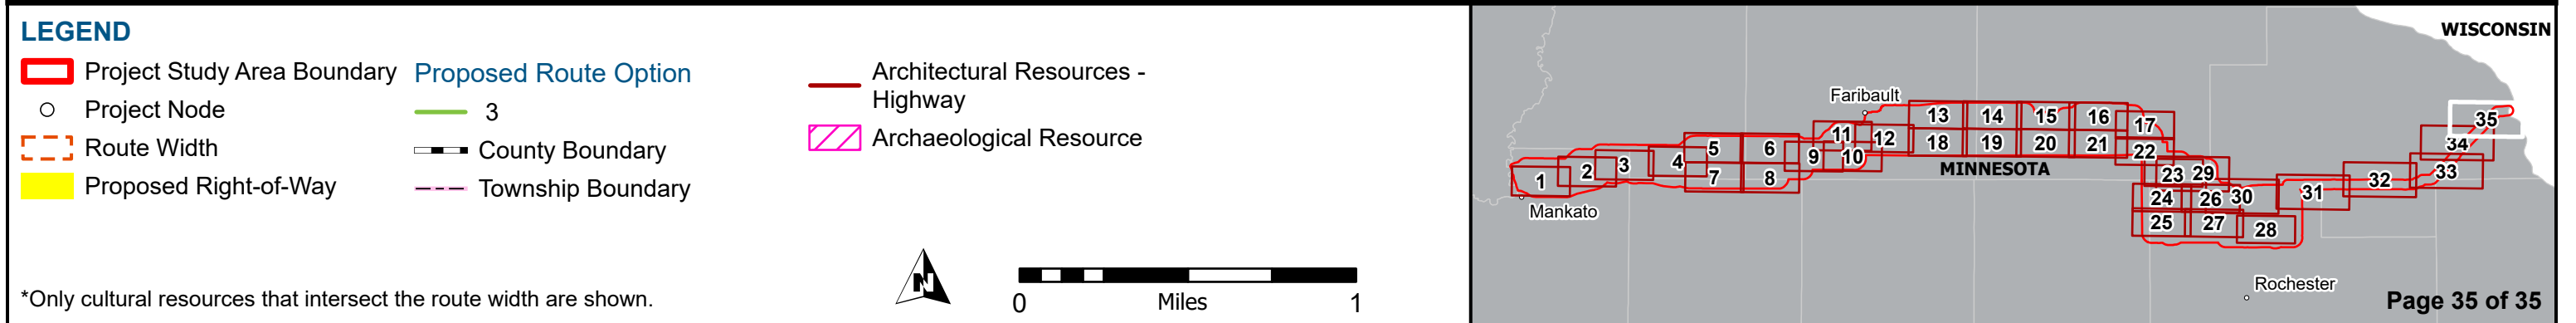 LEGEND
Project Study Area Boundary
Project Node
Route Width
Proposed Right-of-Way
Proposed Route Option
3
County Boundary
Township Boundary
Architectural Resources -
Highway
Archaeological Resource
*Only cultural resources that intersect the route width are shown.
N
0 Miles 1
WISCONSIN
Faribault
MINNESOTA
Mankato
Rochester
1
2
3
4
5
6
7
8
9
10
11
12
13
14
15
16
17
18
19
20
21
22
23
29
24
26
30
25
27
28
31
32
33
34
35
Page 35 of 35